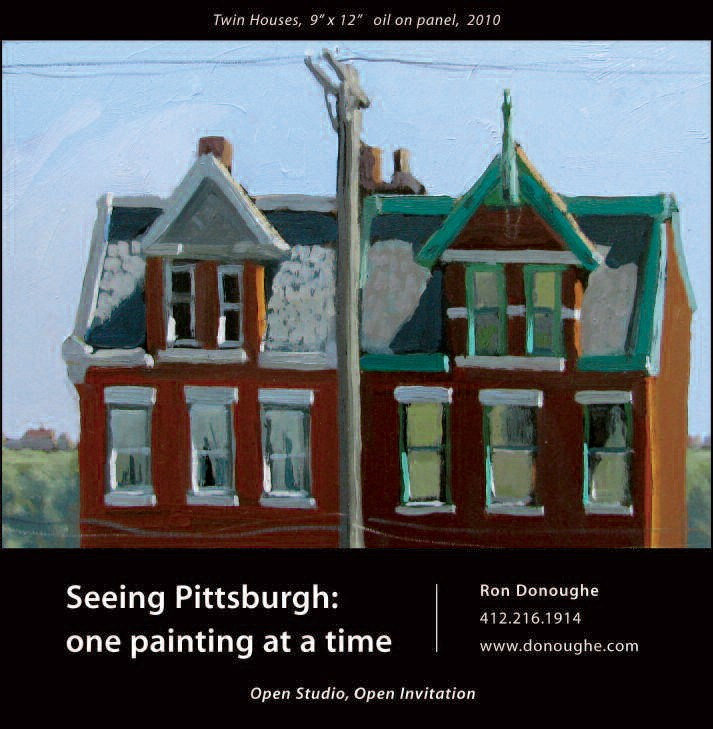 Twin Houses, 9” x 12” oil on panel, 2010
Seeing Pittsburgh:
one painting at a time
Ron Donoughe
412.216.1914
www.donoughe.com
Open Studio, Open Invitation